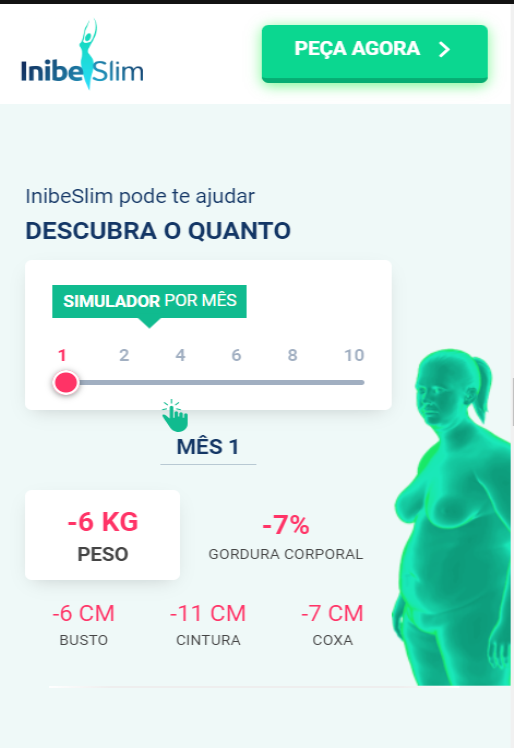 InibeSlim
PEÇA AGORA
InibeSlim pode te ajudar
DESCUBRA O QUANTO
SIMULADOR POR MÊS
1 2 4 6 8 10
MÊS 1
-6 KG
PESO
-7%
GORDURA CORPORAL
-6 CM
BUSTO
-11 CM
CINTURA
-7 CM
COXA